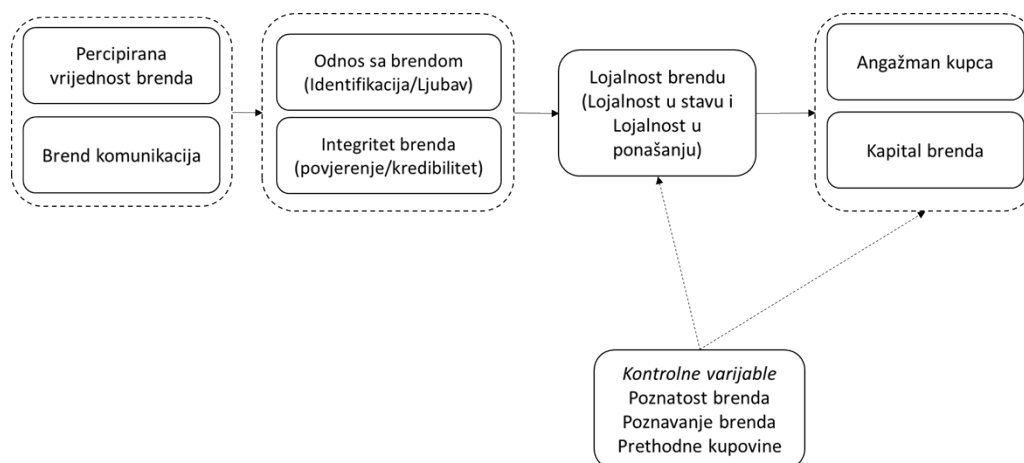 Percipirana
vrijednost brenda
Brend komunikacija
Odnos sa brendom
(Identifikacija/Ljubav)
Integritet brenda
(povjerenje/kredibilitet)
Lojalnost brendu
(Lojalnost u stavu i
Lojalnost u
ponašanju)
Angažman kupca
Kapital brenda
Kontrolne varijable
Poznatost brenda
Poznavanje brenda
Prethodne kupovine